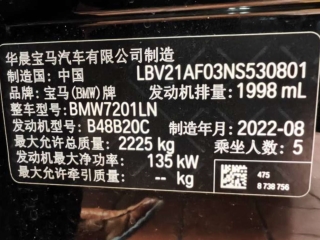 华晨宝马汽车有限公司制造
制造国: 中国 LBV21AF03NS530801
品牌: 宝马(BMW)牌 发动机排量: 1998 mL
整车型号: BMW7201LN
发动机型号: B48B20C 制造年月: 2022-08
最大允许总质量: 2225 kg 乘坐人数: 5
发动机最大净功率: 135 kW
最大允许牵引质量: -- kg
475
8 738 756